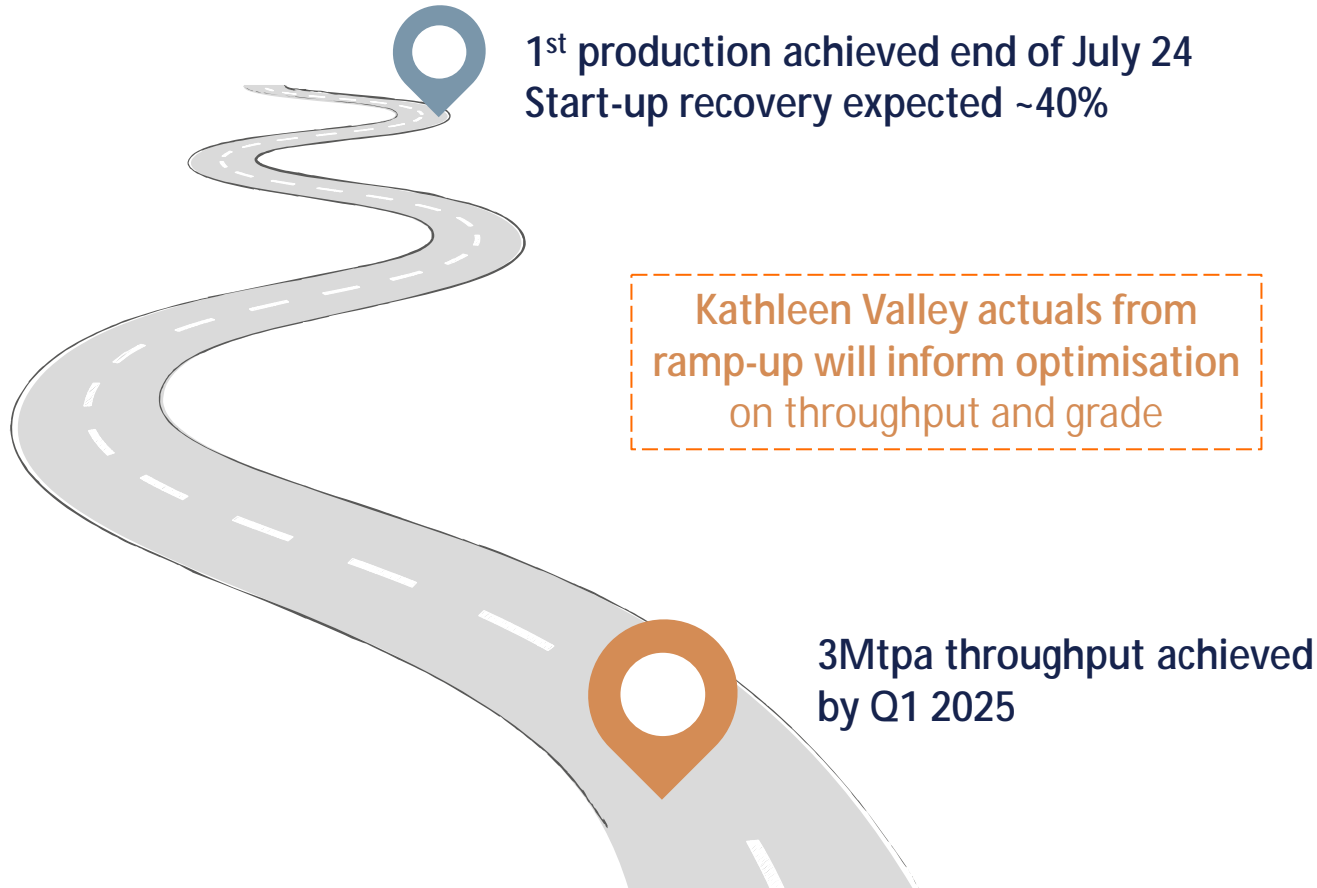 1st production achieved end of July 24
Start-up recovery expected ~40%
Kathleen Valley actuals from
ramp-up will inform optimisation
on throughput and grade
3Mtpa throughput achieved
by Q1 2025